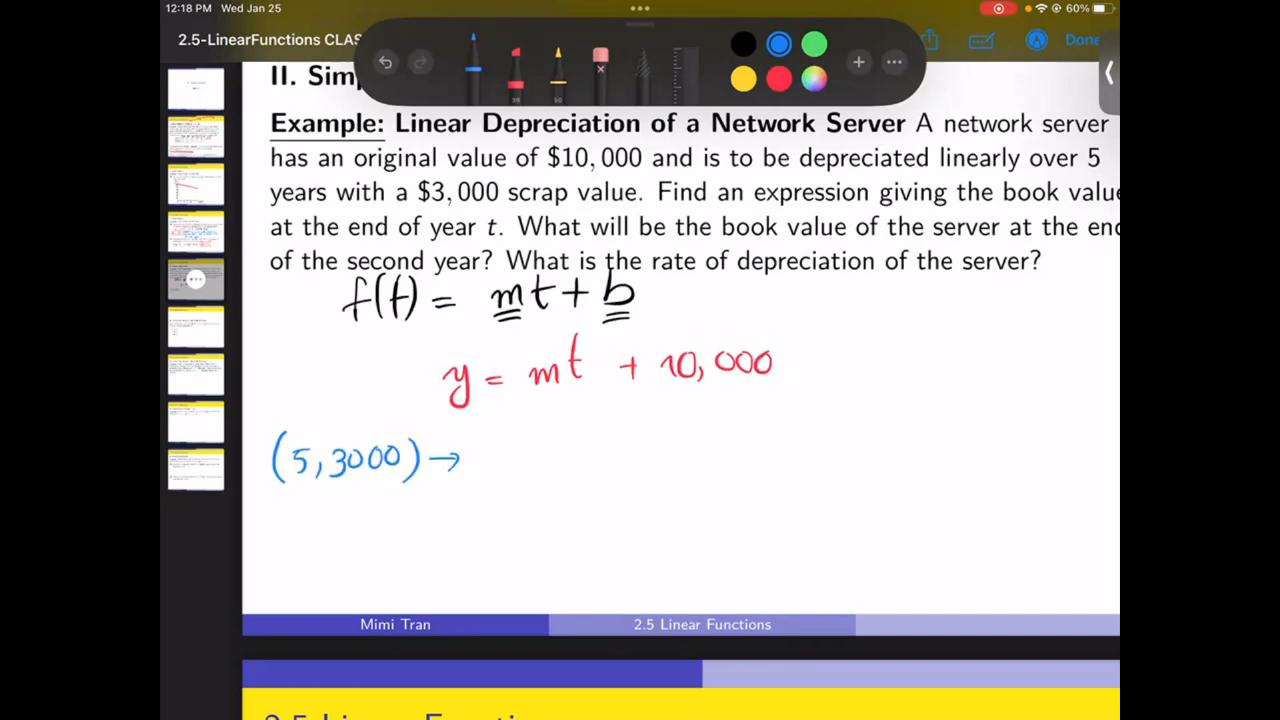 12:18 PM Wed Jan 25
60%
2.5-LinearFunctions CLAS
Done
II. Sim
Example: Linear Depreciation of a Network Server A network server
has an original value of $10,000 and is to be depreciated linearly over 5
years with a $3,000 scrap value. Find an expression giving the book value
at the end of year t. What will be the book value of the server at the end
of the second year? What is the rate of depreciation of the server?
f(t) = mt + b
y = mt + 10,000
(5, 3000) →
Mimi Tran 2.5 Linear Functions